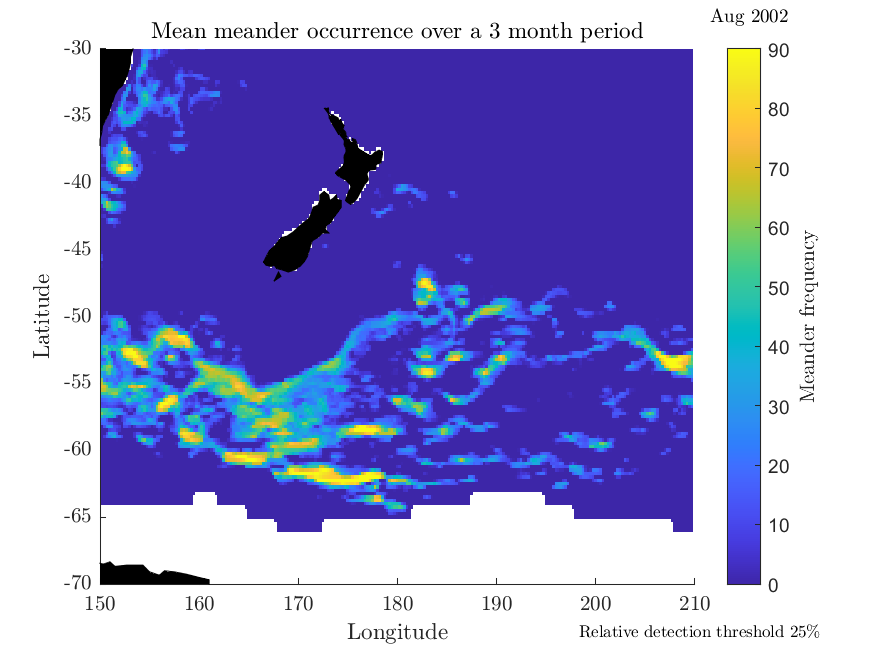 Aug 2002
Mean meander occurrence over a 3 month period
-30
-35
-40
-45
-50
-55
-60
-65
-70
Latitude
150 160 170 180 190 200 210
Longitude
90
80
70
60
50
40
30
20
10
0
Meander frequency
Relative detection threshold 25%